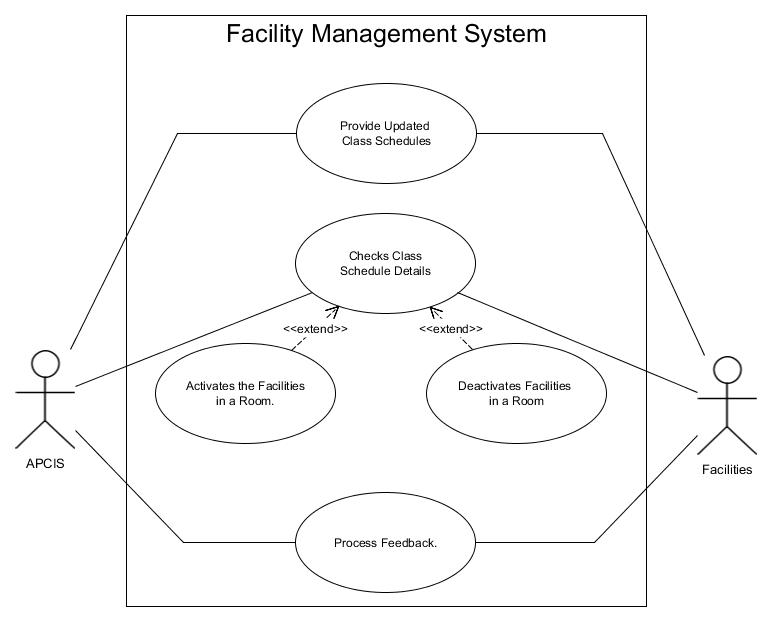 Facility Management System
Provide Updated
Class Schedules
Checks Class
Schedule Details
<<extend>>
<<extend>>
Activates the Facilities
in a Room.
Deactivates Facilities
in a Room
APCIS
Facilities
Process Feedback.